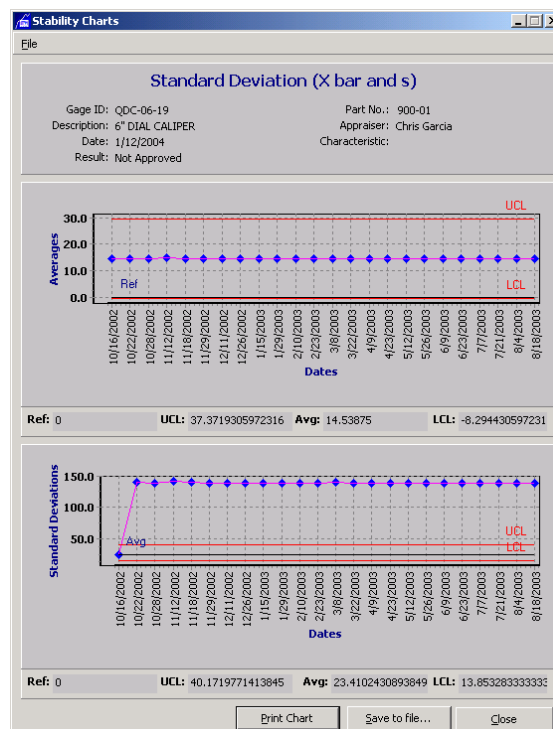 Stability Charts
File
Standard Deviation (X bar and s)
Gage ID: QDC-06-19 Part No.: 900-01
Description: 6" DIAL CALIPER Appraiser: Chris Garcia
Date: 1/12/2004 Characteristic:
Result: Not Approved
UCL
30.0
20.0
10.0
0.0
Averages
Ref
LCL
10/16/2002 10/22/2002 10/28/2002 11/12/2002 11/18/2002 11/29/2002 12/11/2002 12/26/2002 1/15/2003 1/29/2003 2/10/2003 2/23/2003 3/8/2003 3/22/2003 4/9/2003 4/23/2003 5/12/2003 5/26/2003 6/9/2003 6/23/2003 7/7/2003 7/21/2003 8/4/2003 8/18/2003
Dates
Ref: 0 UCL: 37.3719305972316 Avg: 14.53875 LCL: -8.294430597231
150.0
100.0
50.0
Standard Deviations
Avg
UCL
LCL
10/16/2002 10/22/2002 10/28/2002 11/12/2002 11/18/2002 11/29/2002 12/11/2002 12/26/2002 1/15/2003 1/29/2003 2/10/2003 2/23/2003 3/8/2003 3/22/2003 4/9/2003 4/23/2003 5/12/2003 5/26/2003 6/9/2003 6/23/2003 7/7/2003 7/21/2003 8/4/2003 8/18/2003
Dates
Ref: 0 UCL: 40.1719771413845 Avg: 23.4102430893849 LCL: 13.853283333333
Print Chart Save to file... Close